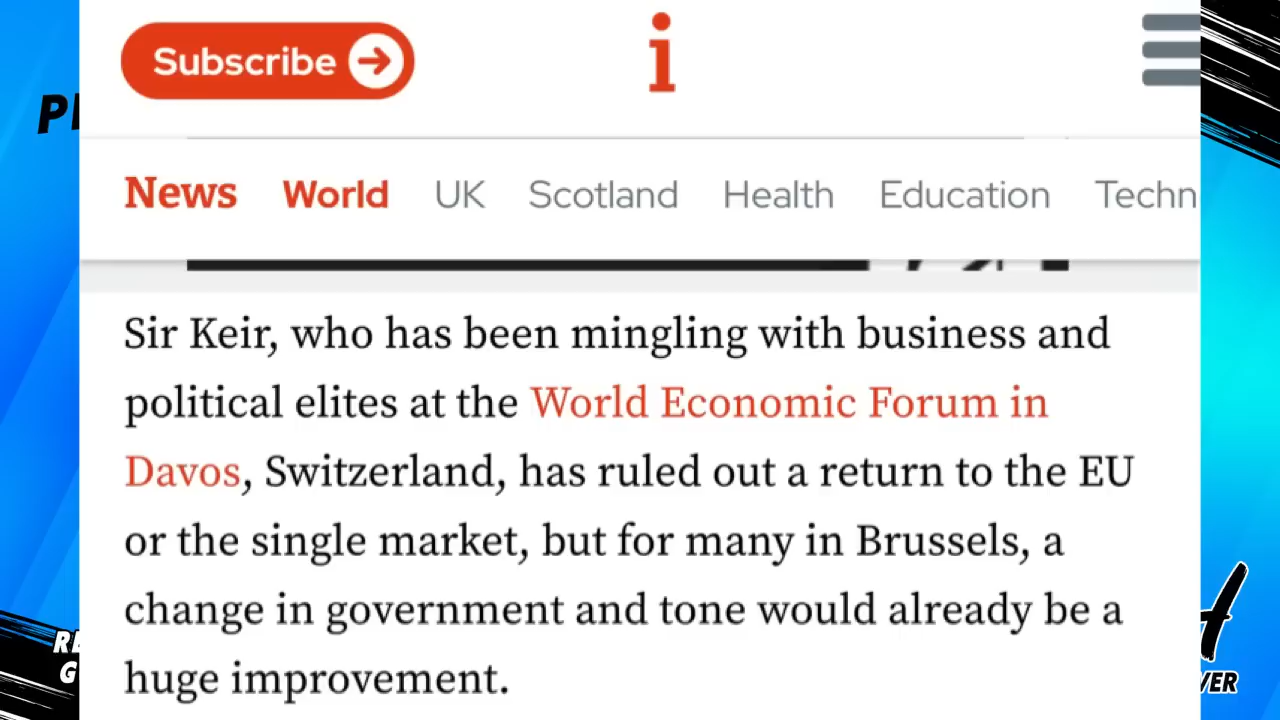 Subscribe
i
News World UK Scotland Health Education Techn
Sir Keir, who has been mingling with business and
political elites at the World Economic Forum in
Davos, Switzerland, has ruled out a return to the EU
or the single market, but for many in Brussels, a
change in government and tone would already be a
huge improvement.